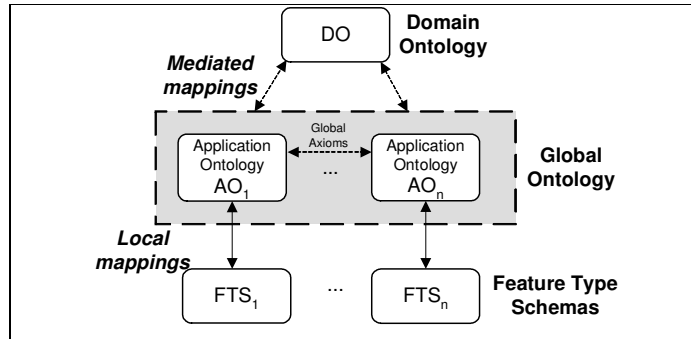 DO
Domain
Ontology
Mediated
mappings
Global
Axioms
Application
Ontology
AO1
...
Application
Ontology
AOn
Global
Ontology
Local
mappings
FTS1
...
FTSn
Feature Type
Schemas